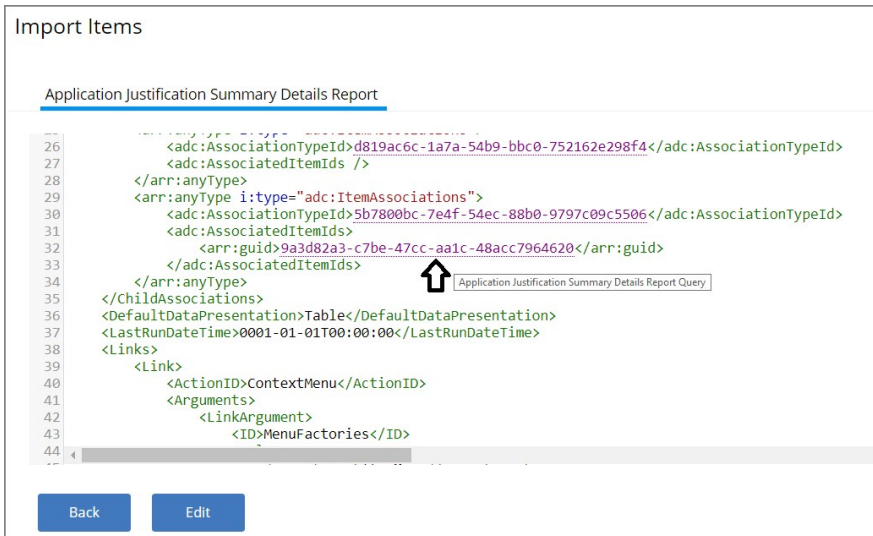 Import Items
Application Justification Summary Details Report
26 <adc:AssociationTypeId>d819ac6c-1a7a-54b9-bbc0-752162e298f4</adc:AssociationTypeId>
27 <adc:AssociatedItemIds />
28 </arr:anyType>
29 <arr:anyType i:type="adc:ItemAssociations">
30 <adc:AssociationTypeId>5b7800bc-7e4f-54ec-88b0-9797c09c5506</adc:AssociationTypeId>
31 <adc:AssociatedItemIds>
32 <arr:guid>9a3d82a3-c7be-47cc-aa1c-48acc7964620</arr:guid>
33 </adc:AssociatedItemIds>
34 </arr:anyType>
Application Justification Summary Details Report Query
35 </ChildAssociations>
36 <DefaultDataPresentation>Table</DefaultDataPresentation>
37 <LastRunDateTime>0001-01-01T00:00:00</LastRunDateTime>
38 <Links>
39 <Link>
40 <ActionID>ContextMenu</ActionID>
41 <Arguments>
42 <LinkArgument>
43 <ID>MenuFactories</ID>
44
Back
Edit